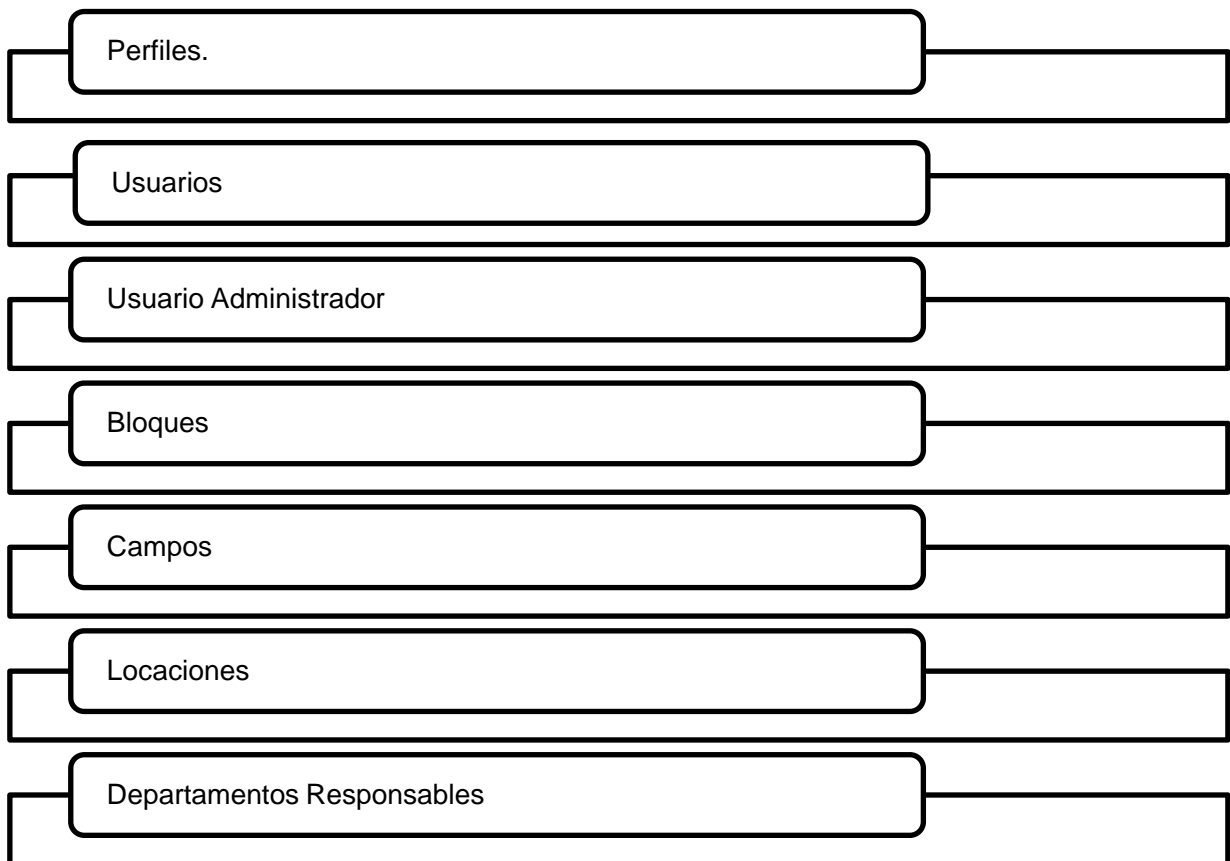 Perfiles.
Usuarios
Usuario Administrador
Bloques
Campos
Locaciones
Departamentos Responsables